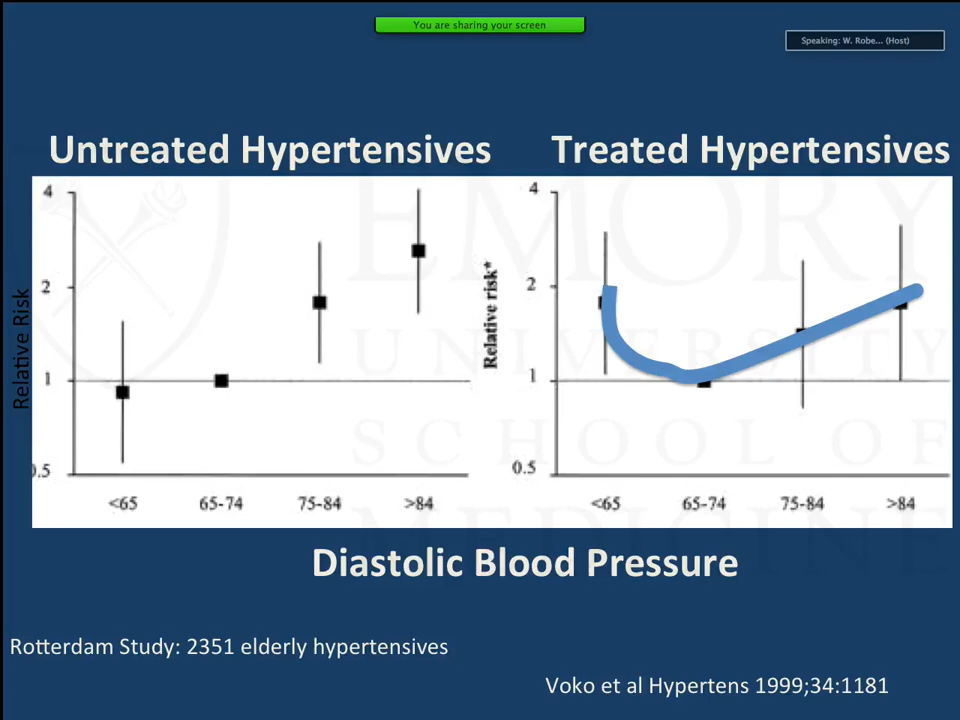 You are sharing your screen
Speaking: W. Robe... (Host)
Untreated Hypertensives
Treated Hypertensives
Relative Risk
4
2
1
0.5
<65
65-74
75-84
>84
Relative risk*
4
2
1
0.5
<65
65-74
75-84
>84
Diastolic Blood Pressure
Rotterdam Study: 2351 elderly hypertensives
Voko et al Hypertens 1999;34:1181
EMORY
UNIVERSITY
SCHOOL OF
MEDICINE